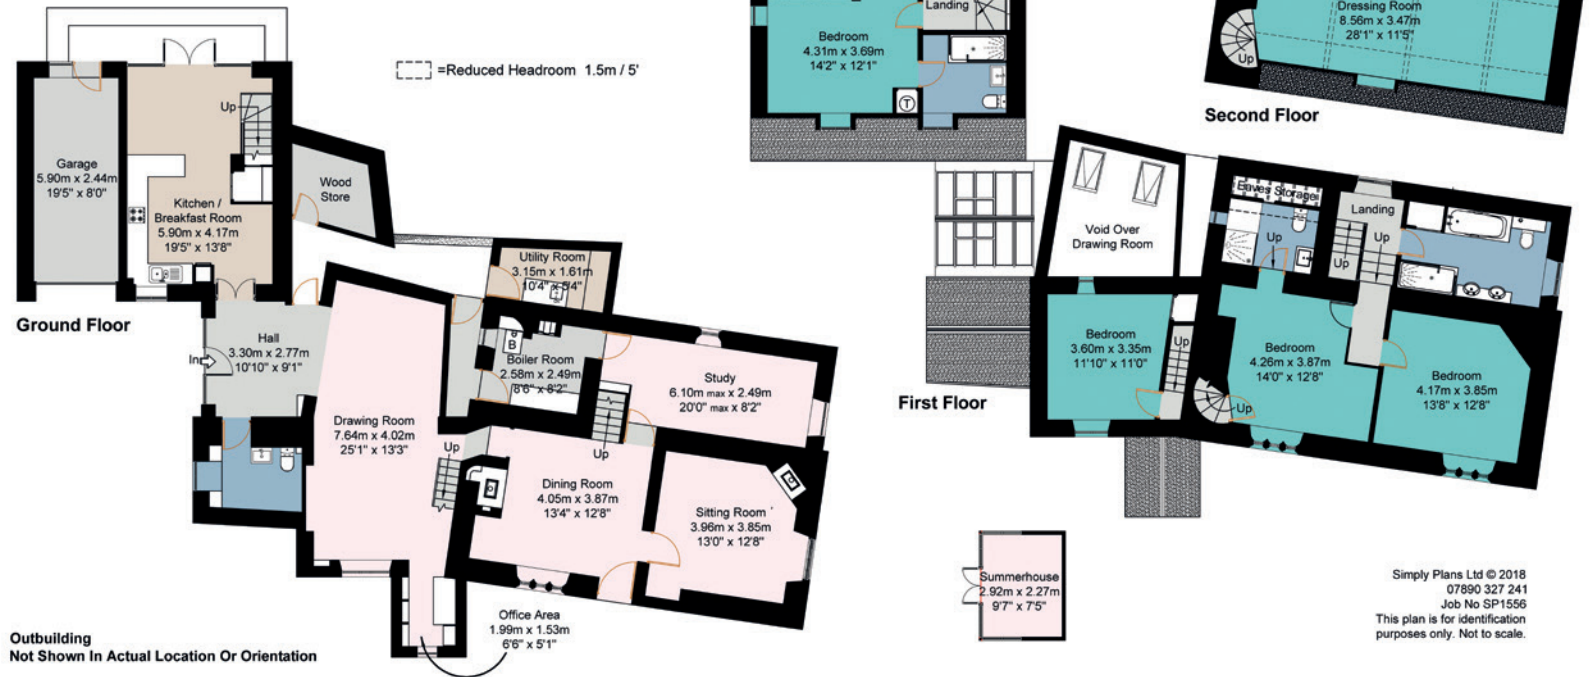 Landing
Bedroom
4.31m x 3.69m
14'2" x 12'1"
T
Dressing Room
8.56m x 3.47m
28'1" x 11'5"
Up
Second Floor
=Reduced Headroom 1.5m / 5'
Garage
5.90m x 2.44m
19'5" x 8'0"
Up
Kitchen /
Breakfast Room
5.90m x 4.17m
19'5" x 13'8"
Wood
Store
Utility Room
3.15m x 1.61m
10'4" x 5'4"
Ground Floor
Hall
3.30m x 2.77m
10'10" x 9'1"
In
B
Boiler Room
2.58m x 2.49m
8'6" x 8'2"
Study
6.10m max x 2.49m
20'0" max x 8'2"
Drawing Room
7.64m x 4.02m
25'1" x 13'3"
Up
Up
Dining Room
4.05m x 3.87m
13'4" x 12'8"
Sitting Room
3.96m x 3.85m
13'0" x 12'8"
Office Area
1.99m x 1.53m
6'6" x 5'1"
Outbuilding
Not Shown In Actual Location Or Orientation
Void Over
Drawing Room
Eaves Storage
Landing
Up
Up
Up
Bedroom
3.60m x 3.35m
11'10" x 11'0"
Up
Bedroom
4.26m x 3.87m
14'0" x 12'8"
Up
Bedroom
4.17m x 3.85m
13'8" x 12'8"
First Floor
Summerhouse
2.92m x 2.27m
9'7" x 7'5"
Simply Plans Ltd © 2018
07890 327 241
Job No SP1556
This plan is for identification
purposes only. Not to scale.